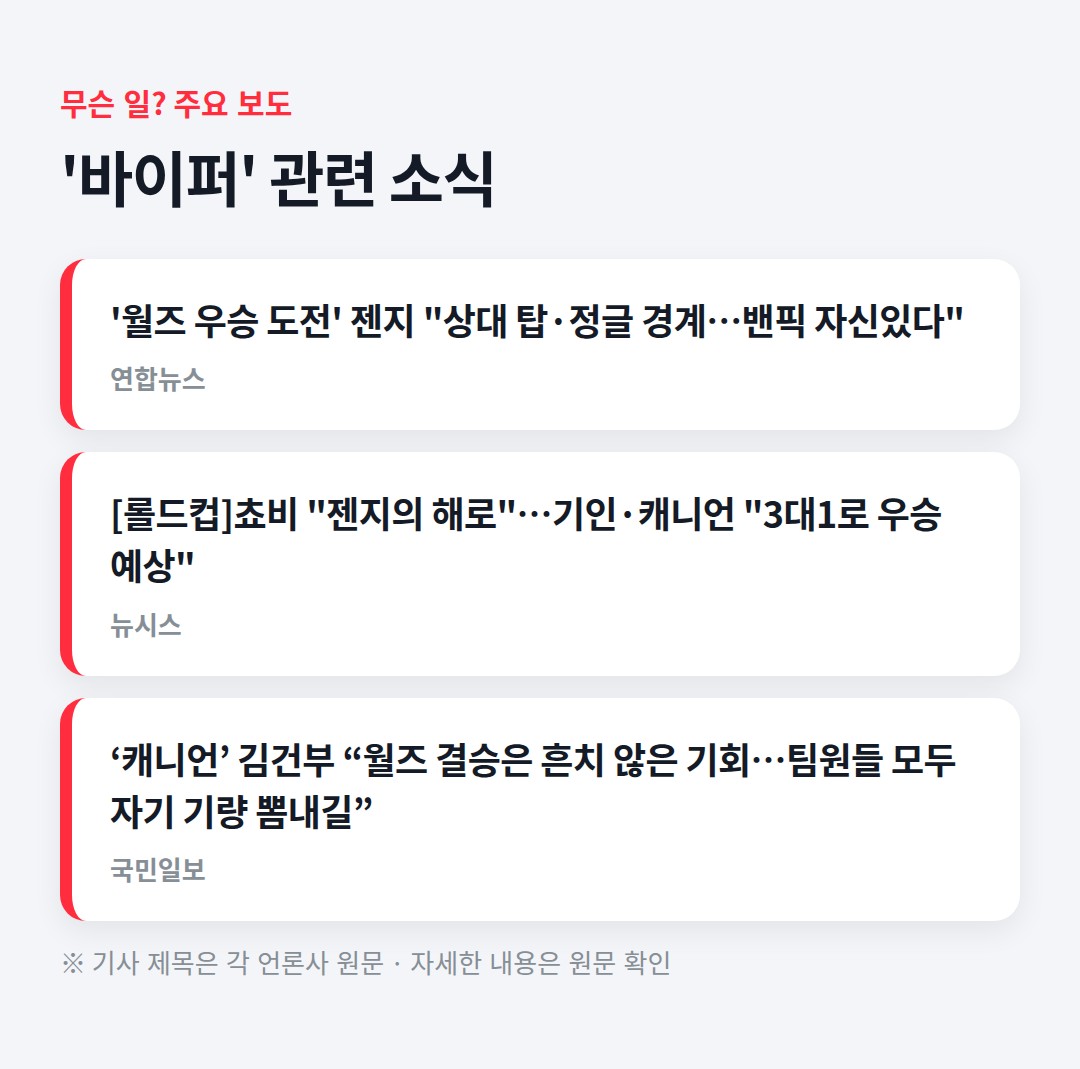 무슨 일? 주요 보도
'바이퍼' 관련 소식
'월즈 우승 도전' 젠지 "상대 탑·정글 경계…밴픽 자신있다"
연합뉴스
[롤드컵]쵸비 "젠지의 해로"…기인·캐니언 "3대1로 우승
예상"
뉴시스
‘캐니언’ 김건부 “월즈 결승은 흔치 않은 기회…팀원들 모두
자기 기량 뽐내길”
국민일보
※ 기사 제목은 각 언론사 원문 · 자세한 내용은 원문 확인